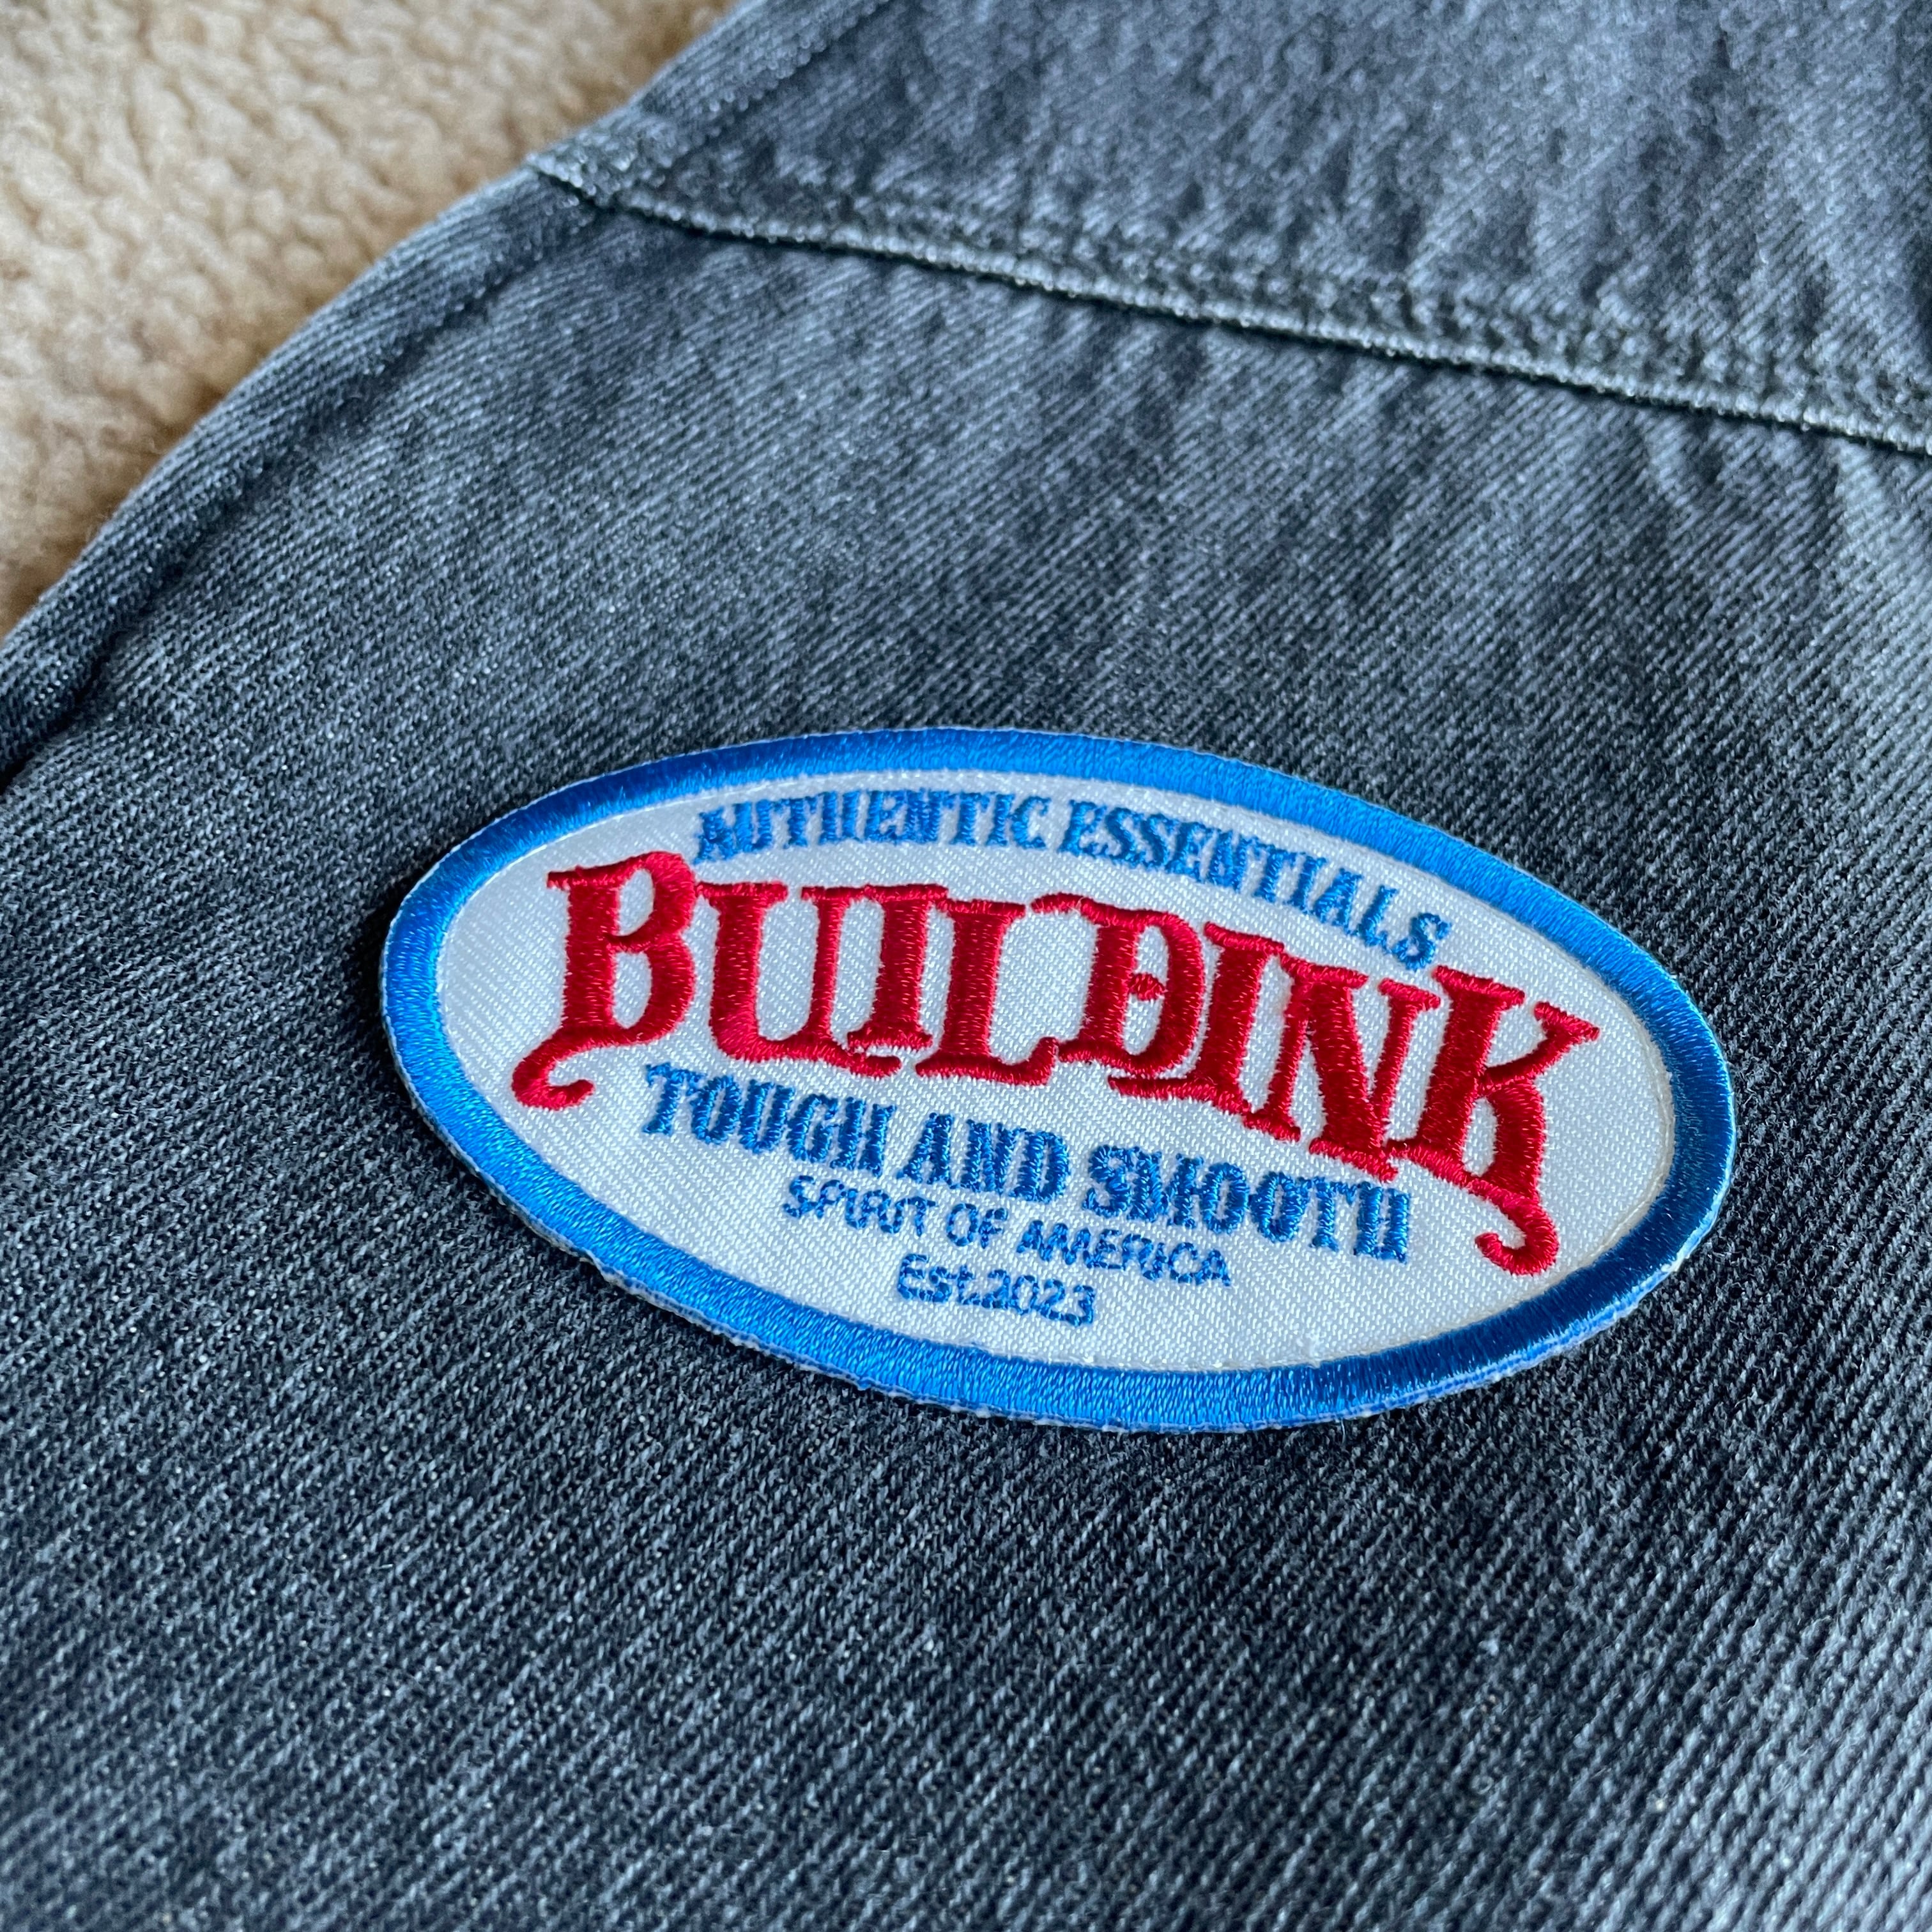 AUTHENTIC ESSENTIALS
BUILDINK
TOUGH AND SMOOTH
SPIRIT OF AMERICA
Est.2023